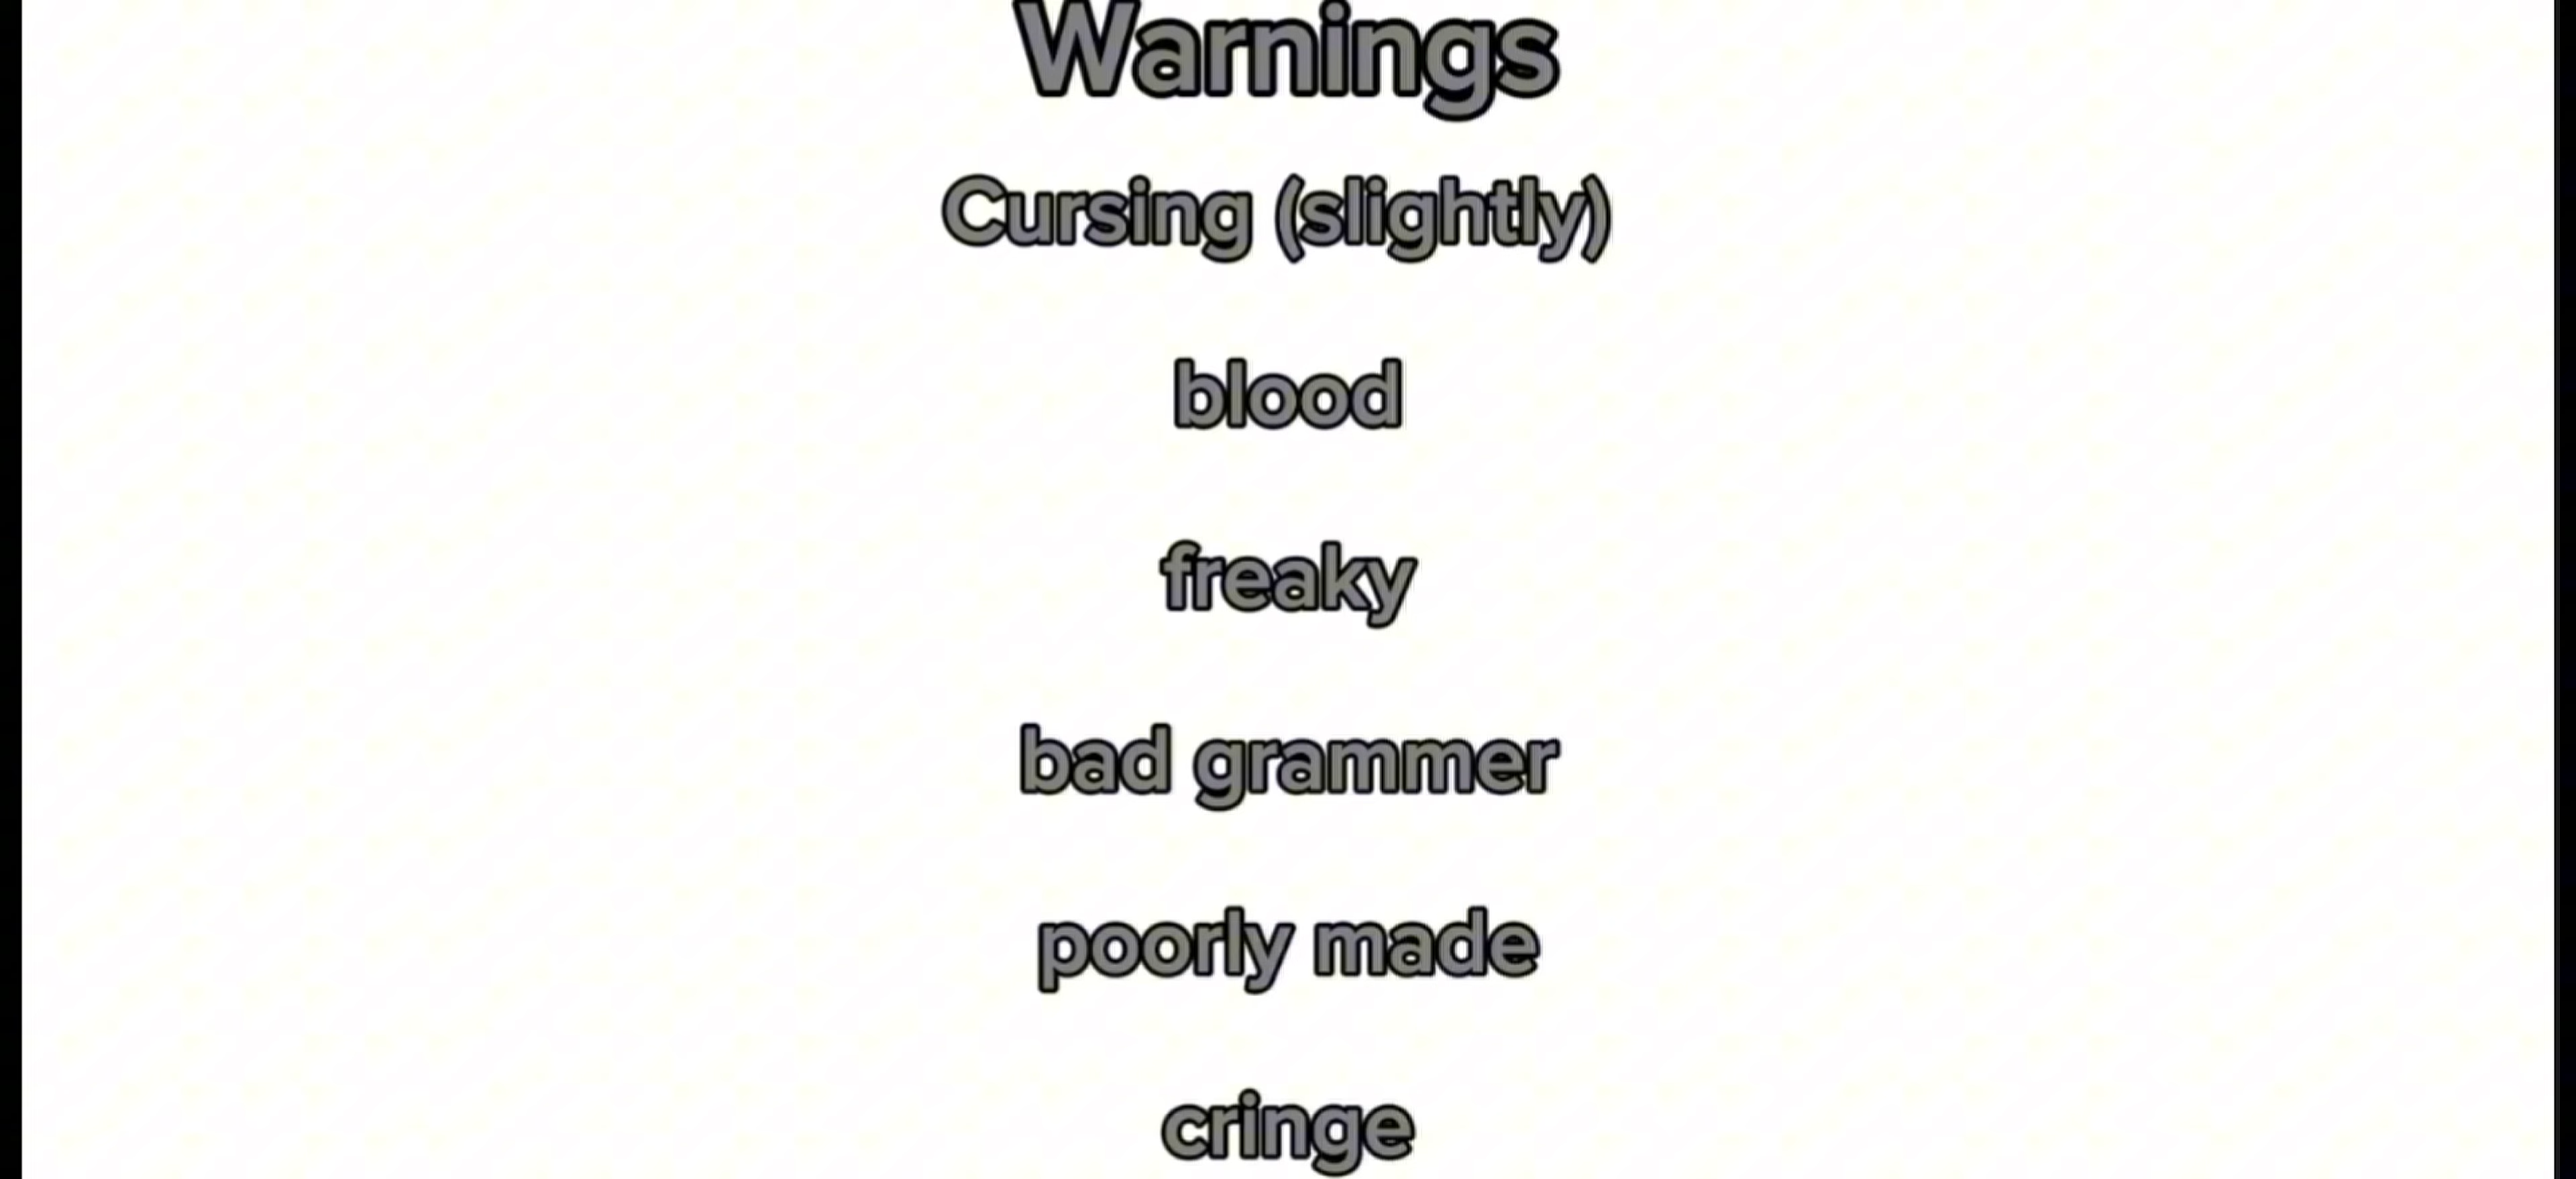 Warnings
Cursing (slightly)
blood
freaky
bad grammer
poorly made
cringe